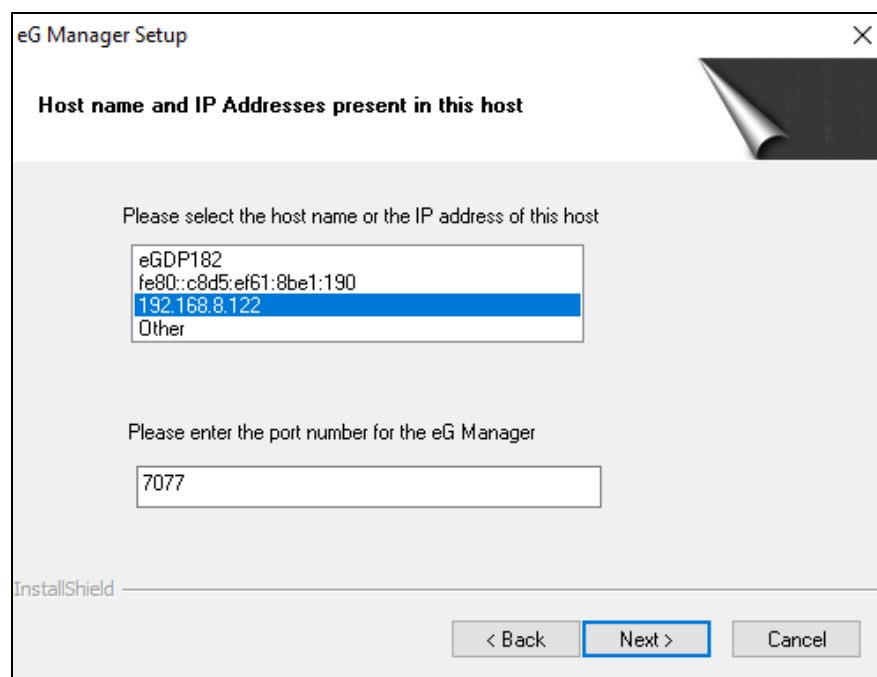 eG Manager Setup
Host name and IP Addresses present in this host
Please select the host name or the IP address of this host
eGDP182
fe80::c8d5:ef61:8be1:190
192.168.8.122
Other
Please enter the port number for the eG Manager
7077
InstallShield
< Back
Next >
Cancel